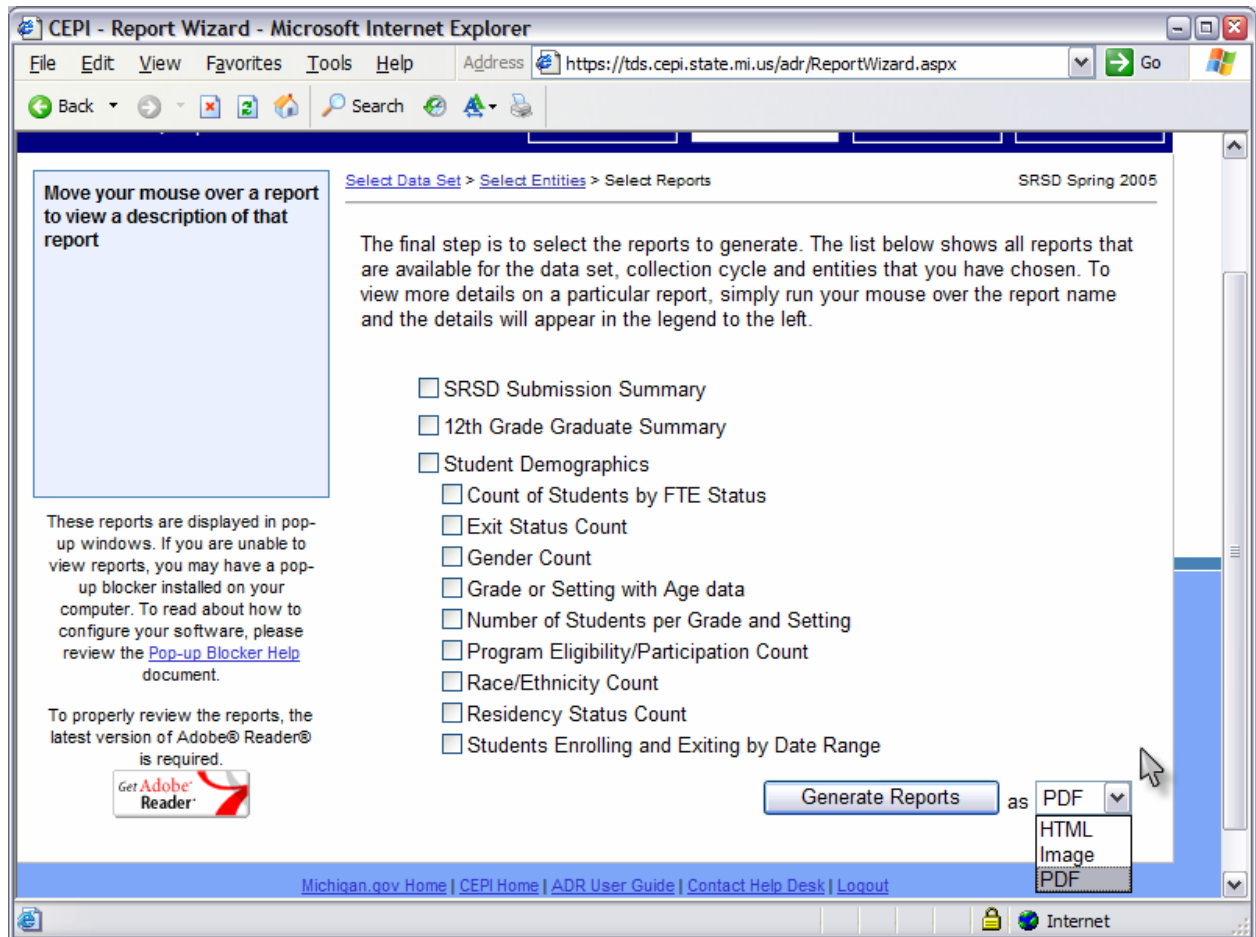 CEPI - Report Wizard - Microsoft Internet Explorer
File Edit View Favorites Tools Help Address https://tds.cepi.state.mi.us/adr/ReportWizard.aspx Go
Back Search
Move your mouse over a report
to view a description of that
report
Select Data Set > Select Entities > Select Reports SRSD Spring 2005
The final step is to select the reports to generate. The list below shows all reports that
are available for the data set, collection cycle and entities that you have chosen. To
view more details on a particular report, simply run your mouse over the report name
and the details will appear in the legend to the left.
SRSD Submission Summary
12th Grade Graduate Summary
Student Demographics
Count of Students by FTE Status
Exit Status Count
Gender Count
Grade or Setting with Age data
Number of Students per Grade and Setting
Program Eligibility/Participation Count
Race/Ethnicity Count
Residency Status Count
Students Enrolling and Exiting by Date Range
These reports are displayed in pop-
up windows. If you are unable to
view reports, you may have a pop-
up blocker installed on your
computer. To read about how to
configure your software, please
review the Pop-up Blocker Help
document.
To properly review the reports, the
latest version of Adobe® Reader®
is required.
Get Adobe
Reader
Generate Reports as PDF
HTML
Image
PDF
Michigan.gov Home | CEPI Home | ADR User Guide | Contact Help Desk | Logout
Internet